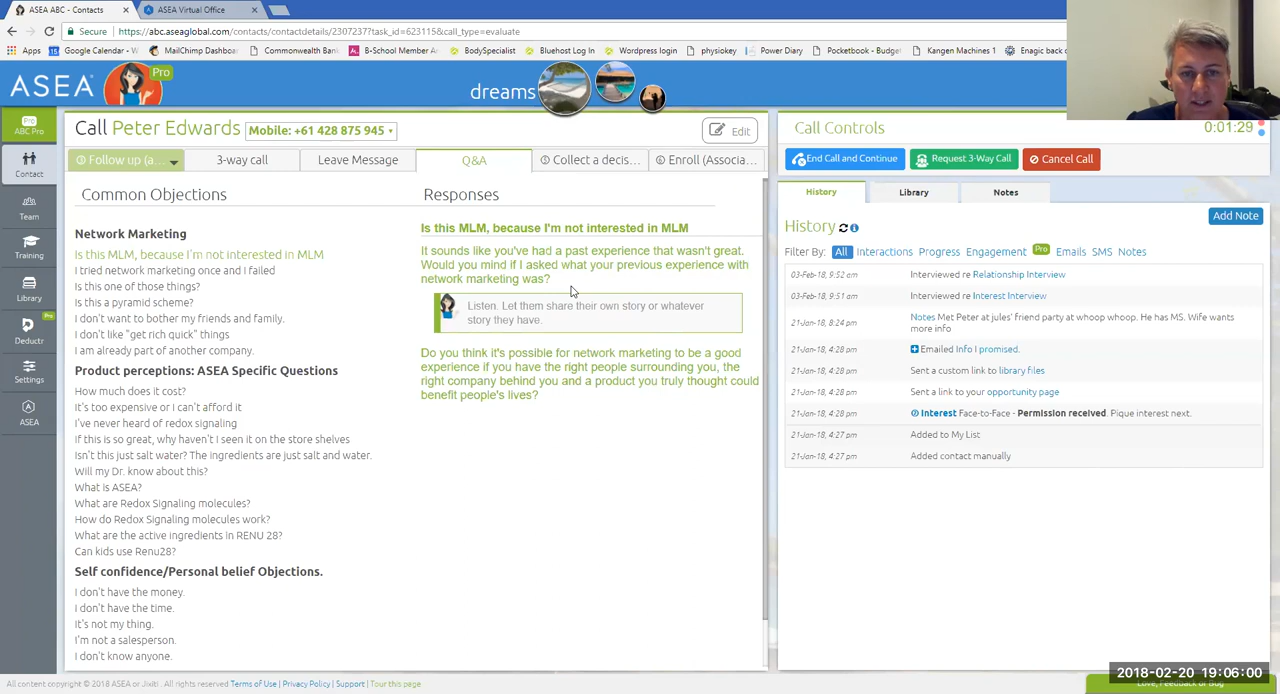 ASEA ABC - Contacts
ASEA Virtual Office
Secure
https://abc.aseaglobal.com/contacts/contactdetails/2307237?task_id=623115&call_type=evaluate
Apps
Google Calendar - W
MailChimp Dashboa
Commonwealth Bank
B-School Member A
BodySpecialist
Bluehost Log In
Wordpress login
physiokey
Power Diary
Pocketbook - Budget
Kangen Machines 1
Enagic back
ASEA
Pro
dreams
Pro
ABC Pro
Contact
Team
Training
Library
Pro
Deductr
Settings
ASEA
Call Peter Edwards
Mobile: +61 428 875 945
Edit
Follow up (a...
3-way call
Leave Message
Q&A
Collect a decis...
Enroll (Associa...
Common Objections
Network Marketing
Is this MLM, because I'm not interested in MLM
I tried network marketing once and I failed
Is this one of those things?
Is this a pyramid scheme?
I don't want to bother my friends and family.
I don't like "get rich quick" things
I am already part of another company.
Product perceptions: ASEA Specific Questions
How much does it cost?
It's too expensive or I can't afford it
I've never heard of redox signaling
If this is so great, why haven't I seen it on the store shelves
Isn't this just salt water? The ingredients are just salt and water.
Will my Dr. know about this?
What is ASEA?
What are Redox Signaling molecules?
How do Redox Signaling molecules work?
What are the active ingredients in RENU 28?
Can kids use Renu28?
Self confidence/Personal belief Objections.
I don't have the money.
I don't have the time.
It's not my thing.
I'm not a salesperson.
I don't know anyone.
Responses
Is this MLM, because I'm not interested in MLM
It sounds like you've had a past experience that wasn't great.
Would you mind if I asked what your previous experience with
network marketing was?
Listen. Let them share their own story or whatever
story they have.
Do you think it's possible for network marketing to be a good
experience if you have the right people surrounding you, the
right company behind you and a product you truly thought could
benefit people's lives?
Call Controls
0:01:29
End Call and Continue
Request 3-Way Call
Cancel Call
History
Library
Notes
Add Note
History
Filter By: All Interactions Progress Engagement Pro Emails SMS Notes
03-Feb-18, 9:52 am Interviewed re Relationship Interview
03-Feb-18, 9:51 am Interviewed re Interest Interview
21-Jan-18, 8:24 pm Notes Met Peter at jules' friend party at whoop whoop. He has MS. Wife wants
more info
21-Jan-18, 4:28 pm Emailed Info I promised.
21-Jan-18, 4:28 pm Sent a custom link to library files
21-Jan-18, 4:28 pm Sent a link to your opportunity page
21-Jan-18, 4:28 pm Interest Face-to-Face - Permission received. Pique interest next.
21-Jan-18, 4:27 pm Added to My List
21-Jan-18, 4:27 pm Added contact manually
2018-02-20 19:06:00
All content copyright © 2018 ASEA or Jixiti . All rights reserved Terms of Use | Privacy Policy | Support | Tour this page